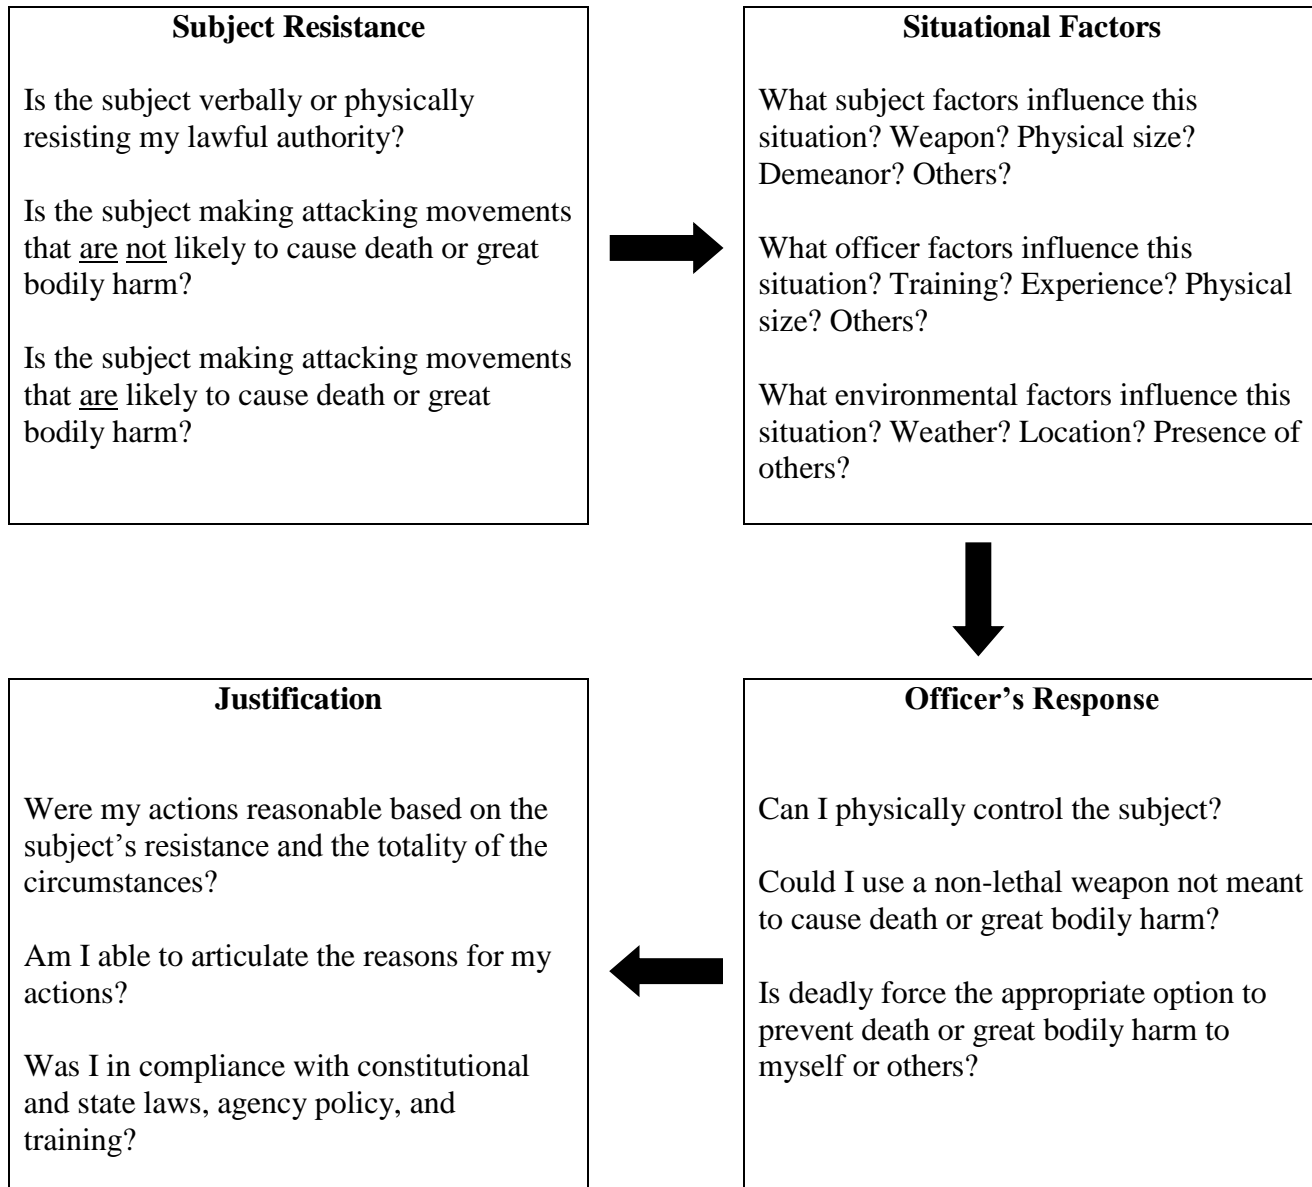 Subject Resistance
Is the subject verbally or physically
resisting my lawful authority?
Is the subject making attacking movements
that are not likely to cause death or great
bodily harm?
Is the subject making attacking movements
that are likely to cause death or great
bodily harm?
Situational Factors
What subject factors influence this
situation? Weapon? Physical size?
Demeanor? Others?
What officer factors influence this
situation? Training? Experience? Physical
size? Others?
What environmental factors influence this
situation? Weather? Location? Presence of
others?
Officer’s Response
Can I physically control the subject?
Could I use a non-lethal weapon not meant
to cause death or great bodily harm?
Is deadly force the appropriate option to
prevent death or great bodily harm to
myself or others?
Justification
Were my actions reasonable based on the
subject’s resistance and the totality of the
circumstances?
Am I able to articulate the reasons for my
actions?
Was I in compliance with constitutional
and state laws, agency policy, and
training?